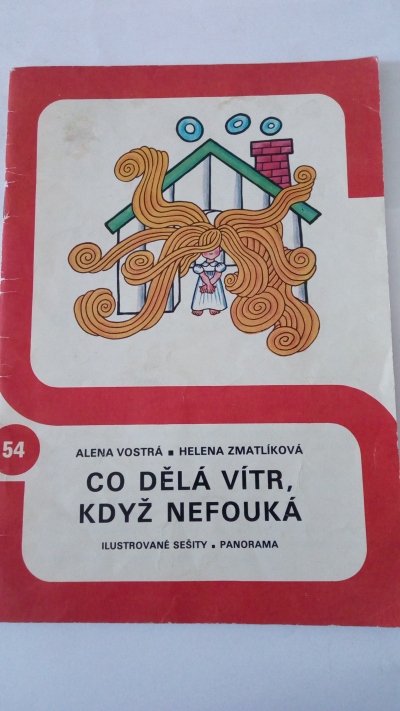 54
ALENA VOSTRÁ ▪ HELENA ZMATLÍKOVÁ
CO DĚLÁ VÍTR,
KDYŽ NEFOUKÁ
ILUSTROVANÉ SEŠITY ▪ PANORAMA